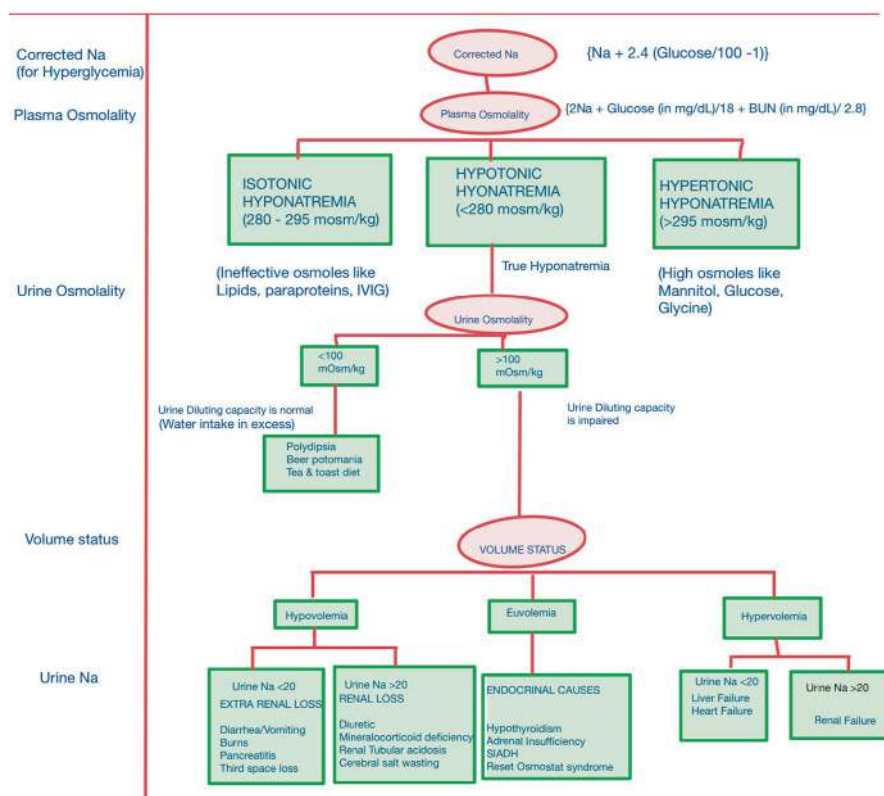 Corrected Na
(for Hyperglycemia)
Corrected Na
{Na + 2.4 (Glucose/100 -1)}
Plasma Osmolality
Plasma Osmolality
{2Na + Glucose (in mg/dL)/18 + BUN (in mg/dL)/ 2.8}
ISOTONIC
HYPONATREMIA
(280 - 295 mosm/kg)
HYPOTONIC
HYONATREMIA
(<280 mosm/kg)
HYPERTONIC
HYPONATREMIA
(>295 mosm/kg)
(Ineffective osmoles like
Lipids, paraproteins, IVIG)
True Hyponatremia
(High osmoles like
Mannitol, Glucose,
Glycine)
Urine Osmolality
Urine Osmolality
<100
mOsm/kg
>100
mOsm/kg
Urine Diluting capacity is normal
(Water intake in excess)
Urine Diluting capacity
is impaired
Polydipsia
Beer potomania
Tea & toast diet
Volume status
VOLUME STATUS
Hypovolemia
Euvolemia
Hypervolemia
Urine Na
Urine Na <20
EXTRA RENAL LOSS
Diarrhea/Vomiting
Burns
Pancreatitis
Third space loss
Urine Na >20
RENAL LOSS
Diuretic
Mineralocorticoid deficiency
Renal Tubular acidosis
Cerebral salt wasting
ENDOCRINAL CAUSES
Hypothyroidism
Adrenal Insufficiency
SIADH
Reset Osmostat syndrome
Urine Na <20
Liver Failure
Heart Failure
Urine Na >20
Renal Failure